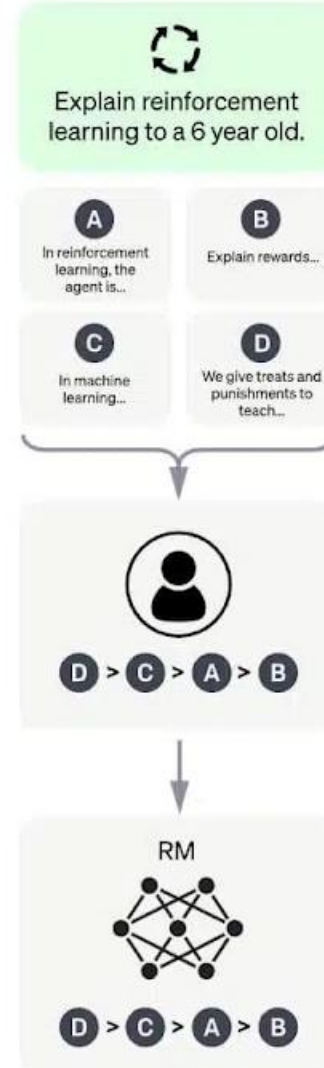 Explain reinforcement
learning to a 6 year old.
A
In reinforcement
learning, the
agent is...
B
Explain rewards...
C
In machine
learning...
D
We give treats and
punishments to
teach...
D > C > A > B
RM
D > C > A > B